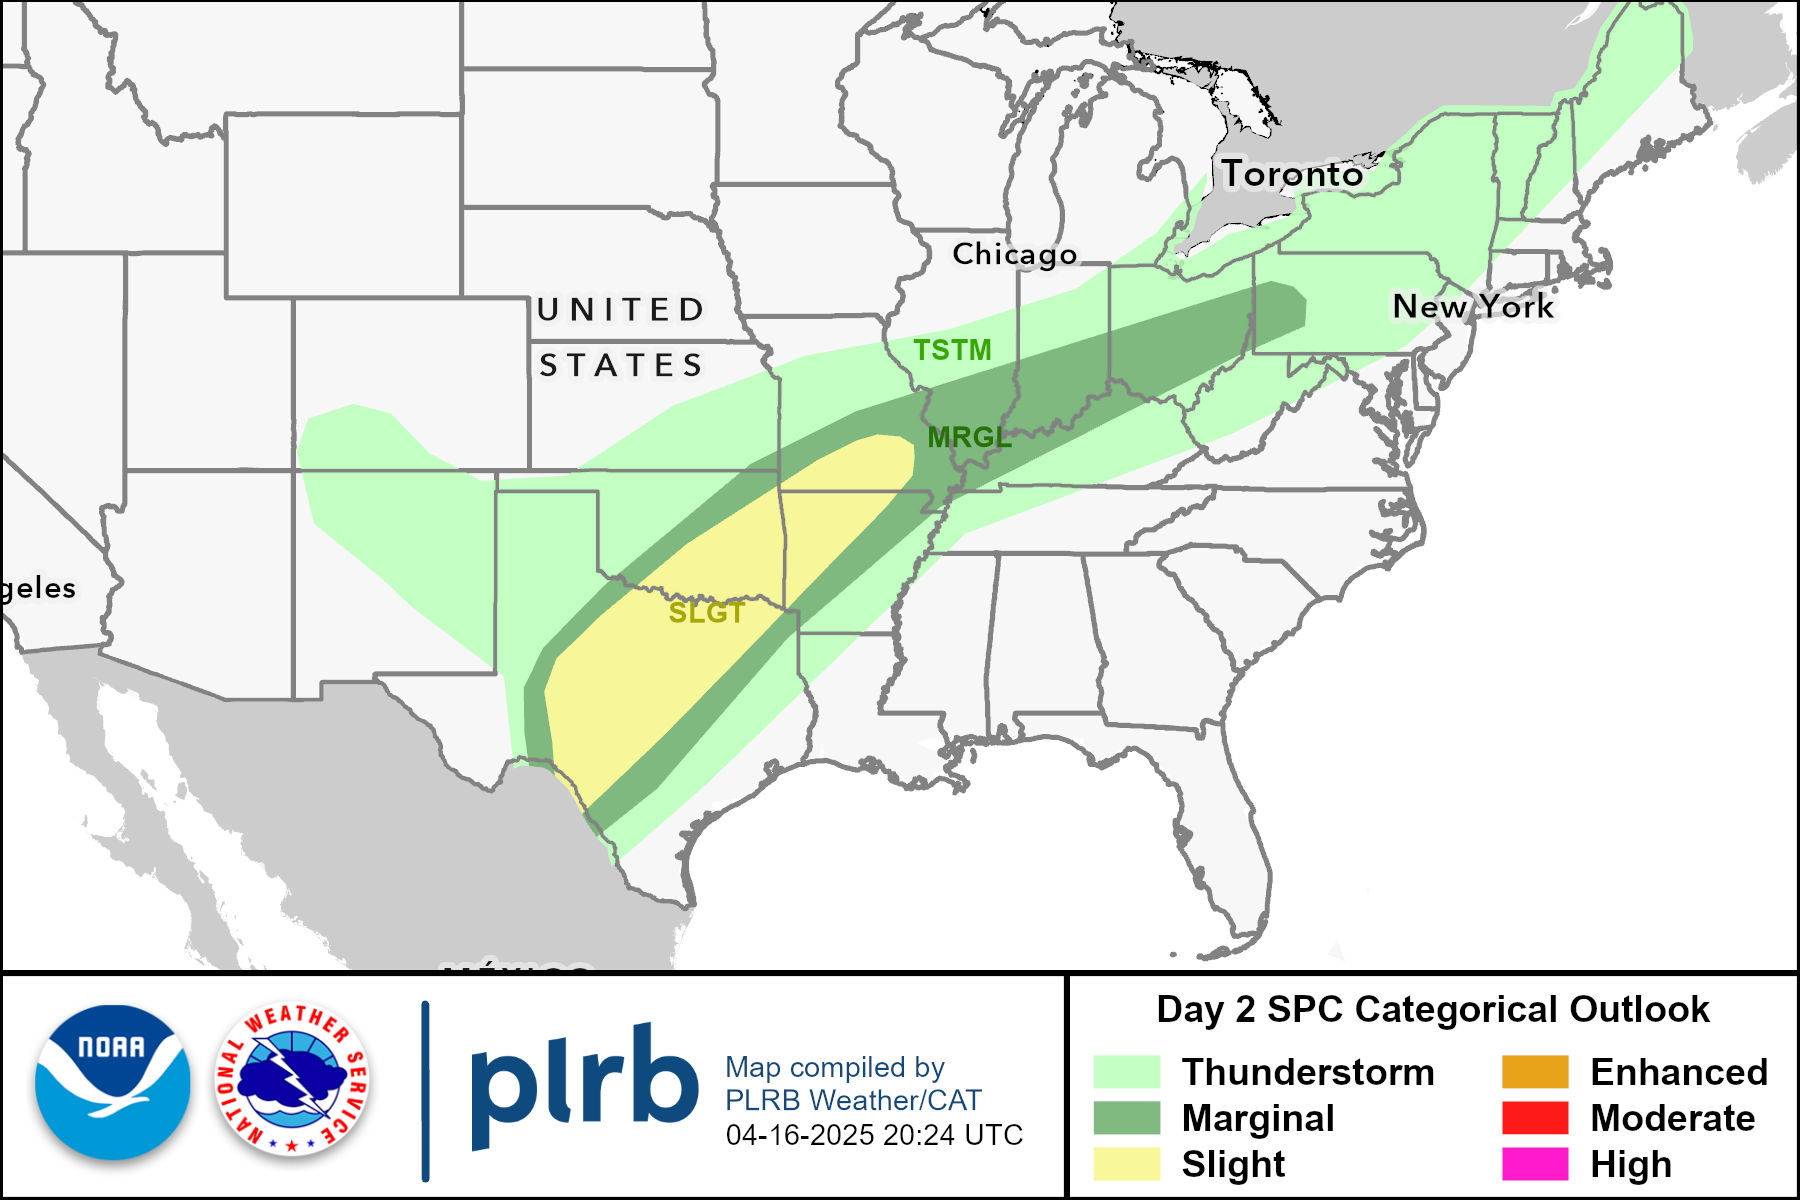 Toronto
Chicago
New York
UNITED
STATES
TSTM
MRGL
SLGT
geles
MÉXICO
NOAA
NATIONAL WEATHER SERVICE
plrb
Map compiled by
PLRB Weather/CAT
04-16-2025 20:24 UTC
Day 2 SPC Categorical Outlook
Thunderstorm
Marginal
Slight
Enhanced
Moderate
High